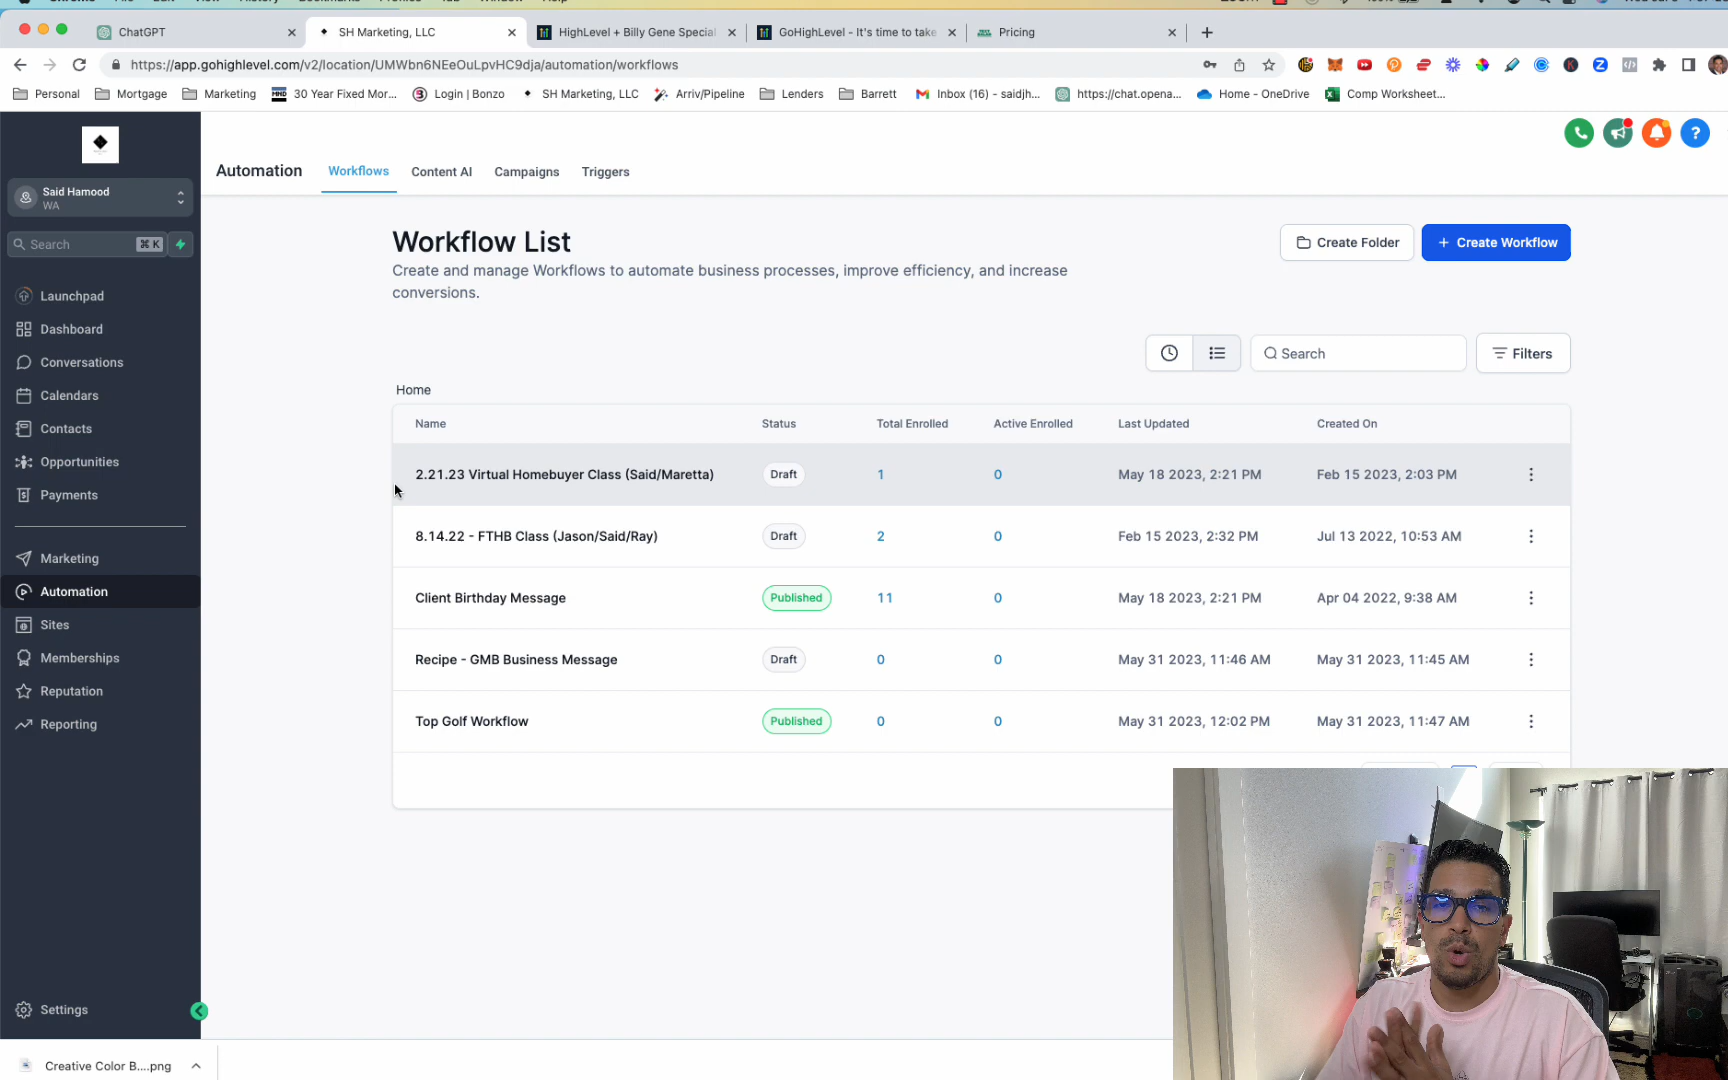 ChatGPT
SH Marketing, LLC
HighLevel + Billy Gene Special
GoHighLevel - It's time to take
Pricing
https://app.gohighlevel.com/v2/location/UMWbn6NEeOuLpvHC9dja/automation/workflows
Personal
Mortgage
Marketing
30 Year Fixed Mor...
Login | Bonzo
SH Marketing, LLC
Arriv/Pipeline
Lenders
Barrett
Inbox (16) - saidjh...
https://chat.opena...
Home - OneDrive
Comp Worksheet...
Said Hamood
WA
Search
⌘ K
Launchpad
Dashboard
Conversations
Calendars
Contacts
Opportunities
Payments
Marketing
Automation
Sites
Memberships
Reputation
Reporting
Settings
Automation
Workflows
Content AI
Campaigns
Triggers
Workflow List
Create and manage Workflows to automate business processes, improve efficiency, and increase
conversions.
Create Folder
+ Create Workflow
Search
Filters
Home
Name Status Total Enrolled Active Enrolled Last Updated Created On
2.21.23 Virtual Homebuyer Class (Said/Maretta) Draft 1 0 May 18 2023, 2:21 PM Feb 15 2023, 2:03 PM
8.14.22 - FTHB Class (Jason/Said/Ray) Draft 2 0 Feb 15 2023, 2:32 PM Jul 13 2022, 10:53 AM
Client Birthday Message Published 11 0 May 18 2023, 2:21 PM Apr 04 2022, 9:38 AM
Recipe - GMB Business Message Draft 0 0 May 31 2023, 11:46 AM May 31 2023, 11:45 AM
Top Golf Workflow Published 0 0 May 31 2023, 12:02 PM May 31 2023, 11:47 AM
Creative Color B....png